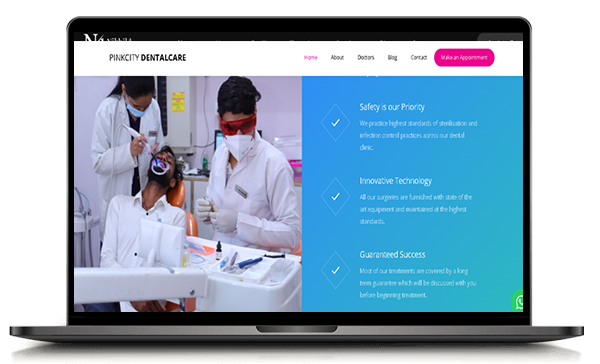 PINKCITY DENTALCARE
Home
About
Doctors
Blog
Contact
Make an Appointment
Safety is our Priority
We practice highest standards of sterilisation and
infection control practices across our dental
clinic.
Innovative Technology
All our surgeries are furnished with state of the
art equipment and maintained at the highest
standards.
Guaranteed Success
Most of our treatments are covered by a long
term guarantee which will be discussed with you
before beginning treatment.